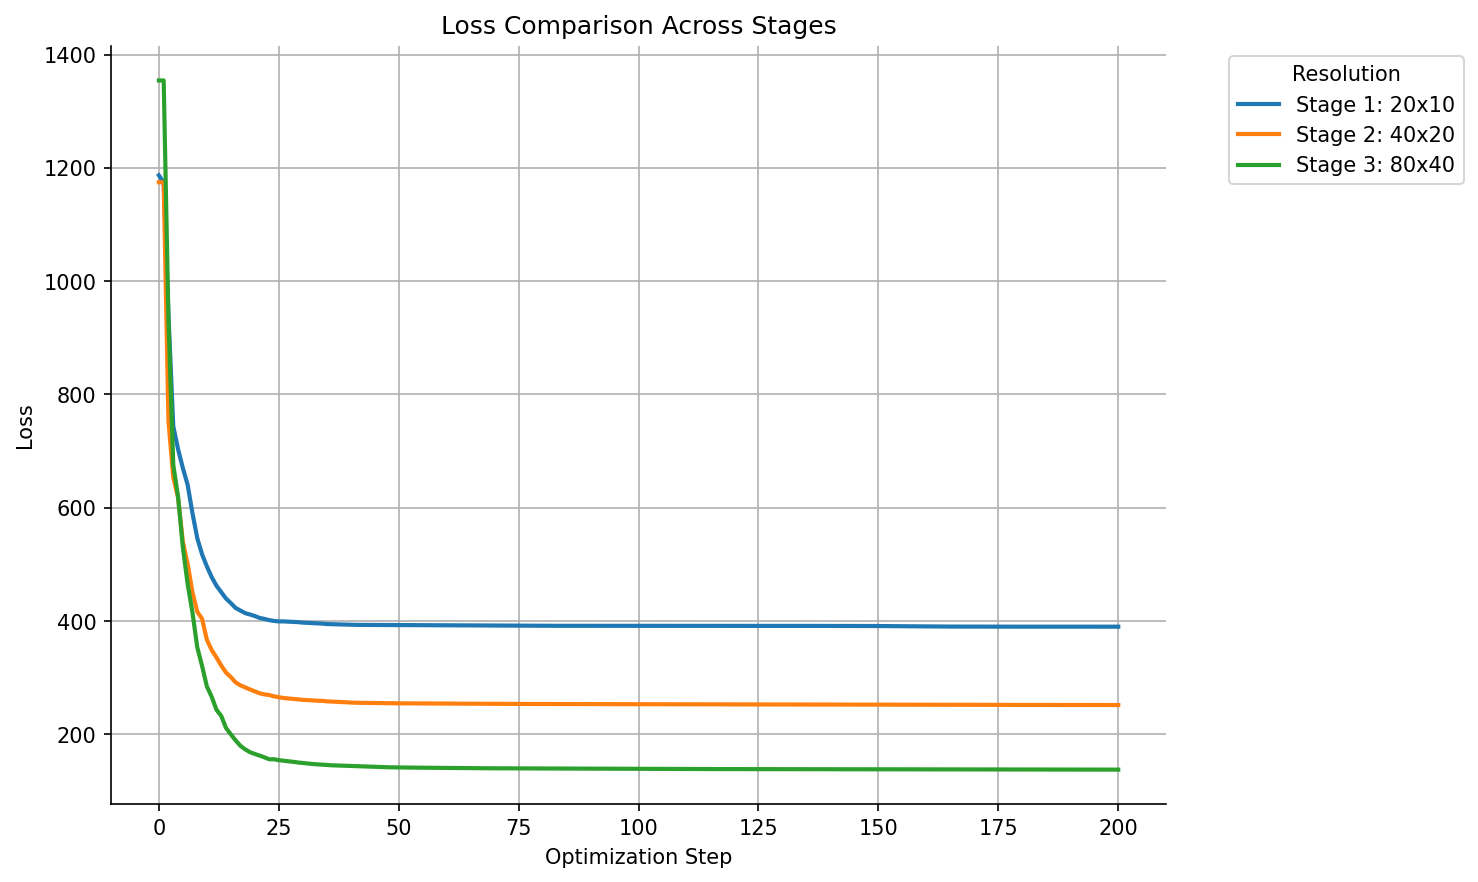 Loss Comparison Across Stages
1400
1200
1000
800
600
400
200
Loss
0 25 50 75 100 125 150 175 200
Optimization Step
Resolution
Stage 1: 20x10
Stage 2: 40x20
Stage 3: 80x40